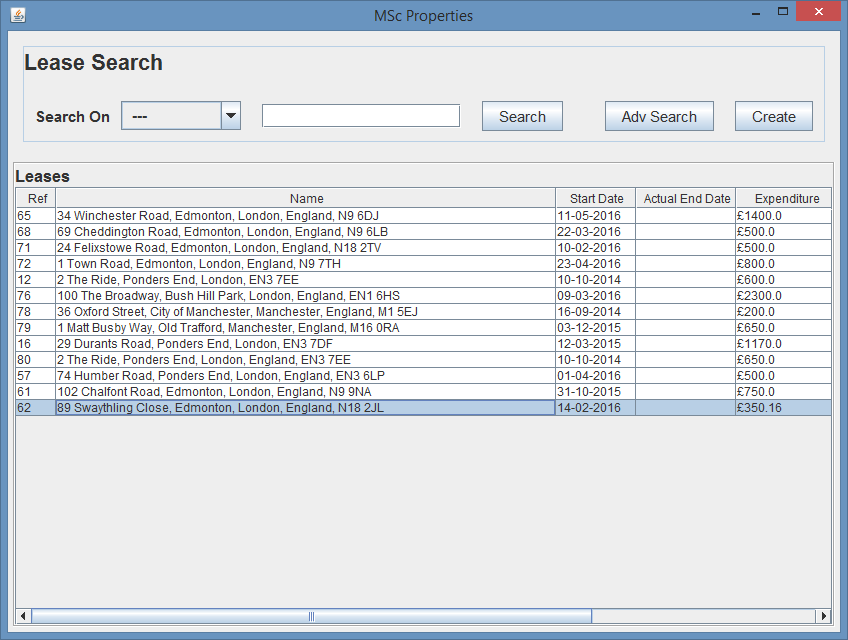 MSc Properties
Lease Search
Search On --- Search Adv Search Create
Leases
Ref Name Start Date Actual End Date Expenditure
65 34 Winchester Road, Edmonton, London, England, N9 6DJ 11-05-2016 £1400.0
68 69 Cheddington Road, Edmonton, London, England, N9 6LB 22-03-2016 £500.0
71 24 Felixstowe Road, Edmonton, London, England, N18 2TV 10-02-2016 £500.0
72 1 Town Road, Edmonton, London, England, N9 7TH 23-04-2016 £800.0
12 2 The Ride, Ponders End, London, EN3 7EE 10-10-2014 £600.0
76 100 The Broadway, Bush Hill Park, London, England, EN1 6HS 09-03-2016 £2300.0
78 36 Oxford Street, City of Manchester, Manchester, England, M1 5EJ 16-09-2014 £200.0
79 1 Matt Busby Way, Old Trafford, Manchester, England, M16 0RA 03-12-2015 £650.0
16 29 Durants Road, Ponders End, London, EN3 7DF 12-03-2015 £1170.0
80 2 The Ride, Ponders End, London, England, EN3 7EE 10-10-2014 £650.0
57 74 Humber Road, Ponders End, London, England, EN3 6LP 01-04-2016 £500.0
61 102 Chalfont Road, Edmonton, London, England, N9 9NA 31-10-2015 £750.0
62 89 Swaythling Close, Edmonton, London, England, N18 2JL 14-02-2016 £350.16